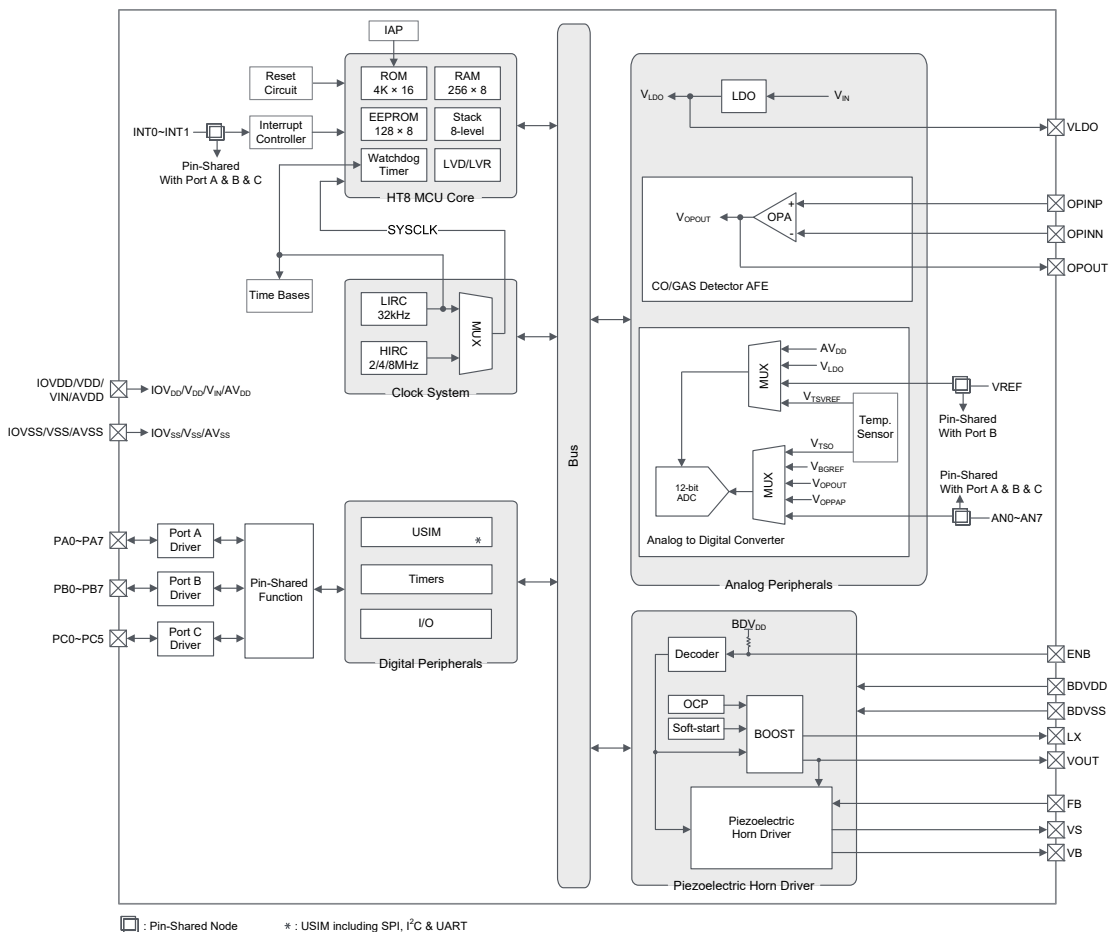 IAP
Reset
Circuit
ROM
4K × 16
RAM
256 × 8
INT0~INT1
Interrupt
Controller
EEPROM
128 × 8
Stack
8-level
Pin-Shared
With Port A & B & C
Watchdog
Timer
LVD/LVR
HT8 MCU Core
SYSCLK
Time Bases
LIRC
32kHz
HIRC
2/4/8MHz
MUX
Clock System
IOVDD/VDD/
VIN/AVDD
IOVDD/VDD/VIN/AVDD
IOVSS/VSS/AVSS
IOVSS/VSS/AVSS
PA0~PA7
Port A
Driver
PB0~PB7
Port B
Driver
PC0~PC5
Port C
Driver
Pin-Shared
Function
USIM
*
Timers
I/O
Digital Peripherals
Bus
VLDO
LDO
VIN
VLDO
VOPOUT
OPA
+
-
OPINP
OPINN
OPOUT
CO/GAS Detector AFE
MUX
AVDD
VLDO
VREF
Pin-Shared
With Port B
VTSVREF
Temp.
Sensor
12-bit
ADC
MUX
VTSO
VBGREF
VOPOUT
VOPPAP
Pin-Shared
With Port A & B & C
AN0~AN7
Analog to Digital Converter
Analog Peripherals
BDVDD
Decoder
ENB
BDVDD
BDVSS
OCP
Soft-start
BOOST
LX
VOUT
Piezoelectric
Horn Driver
FB
VS
VB
Piezoelectric Horn Driver
: Pin-Shared Node
* : USIM including SPI, I²C & UART